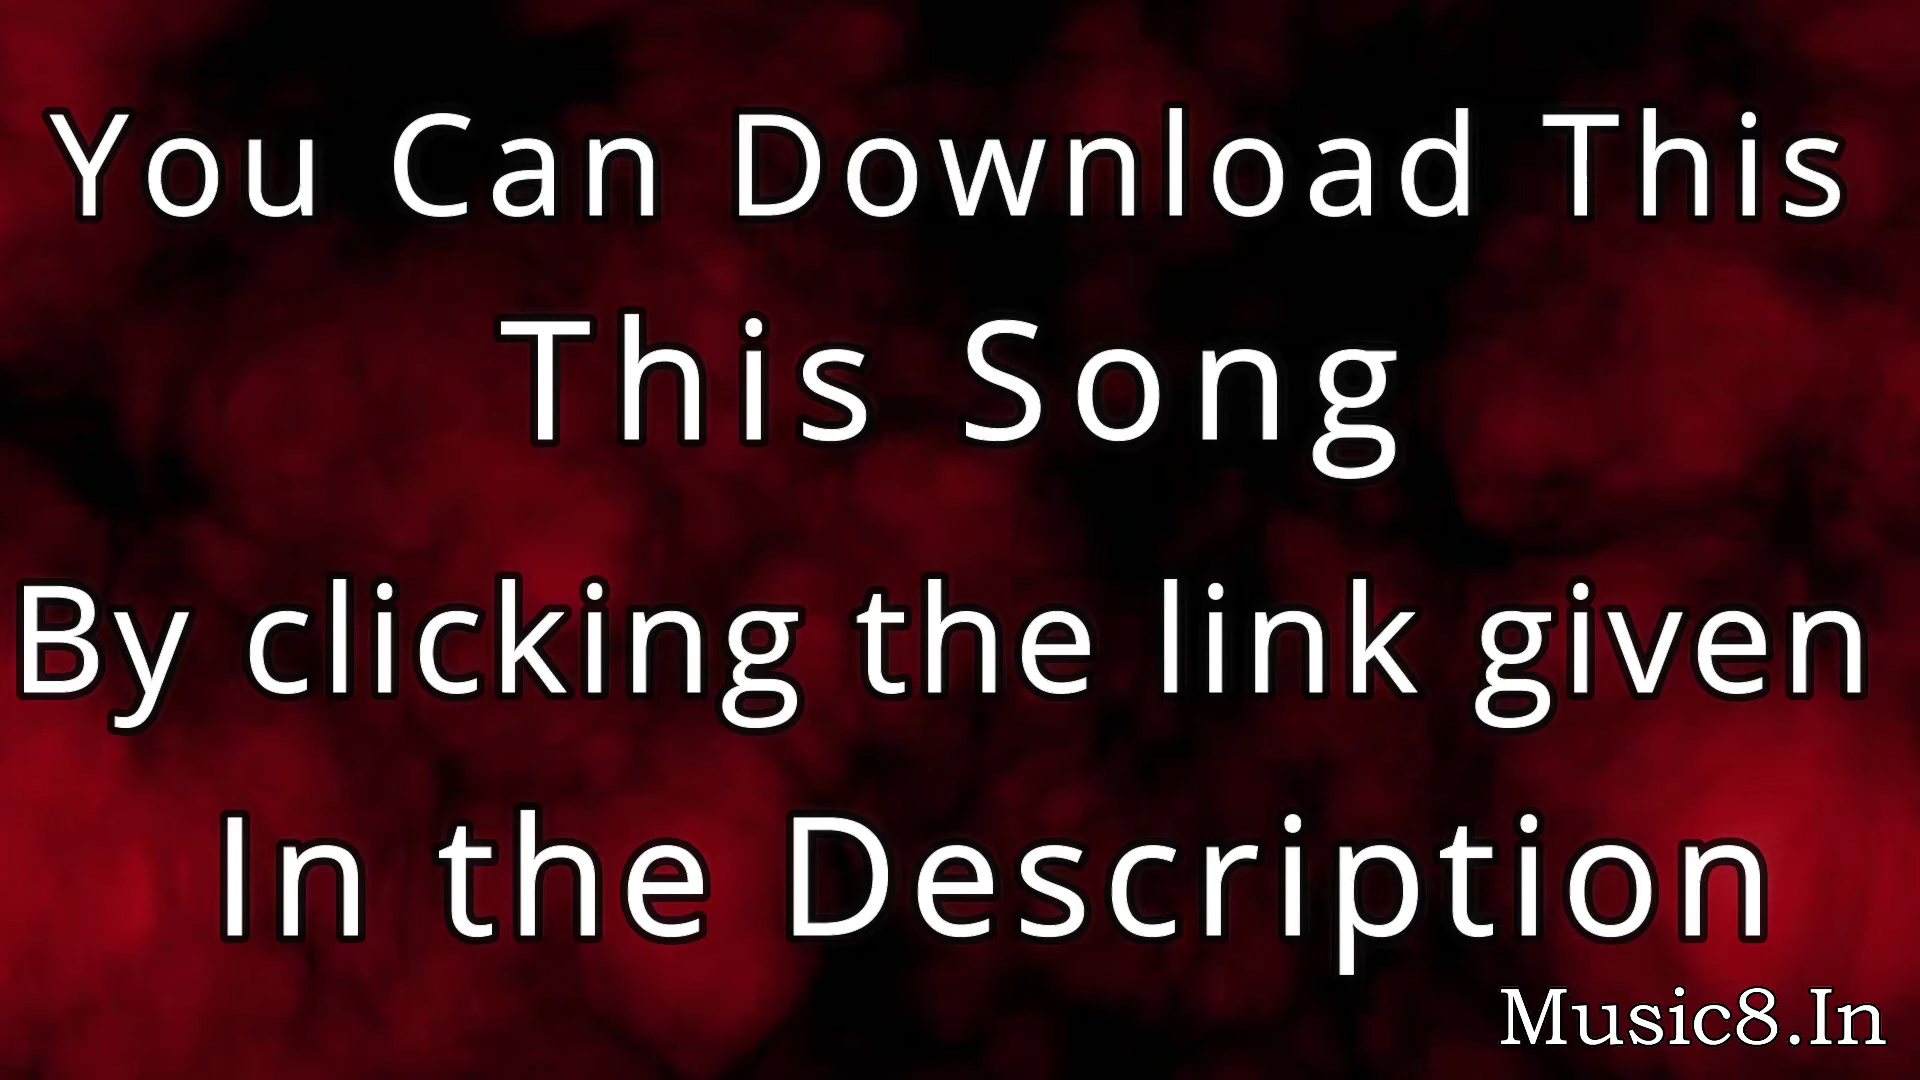 You Can Download This
This Song
By clicking the link given
In the Description
Music8.In